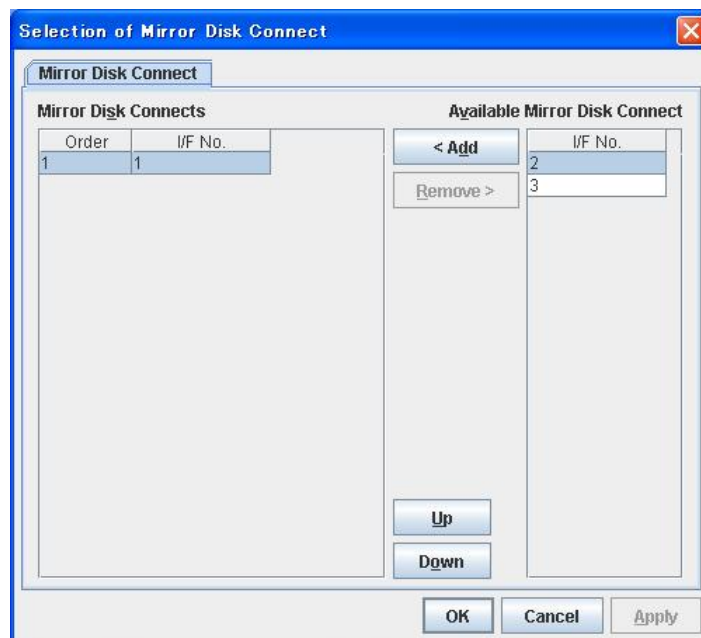 Selection of Mirror Disk Connect
Mirror Disk Connect
Mirror Disk Connects
Available Mirror Disk Connect
Order I/F No.
1 1
< Add
Remove >
I/F No.
2
3
Up
Down
OK Cancel Apply